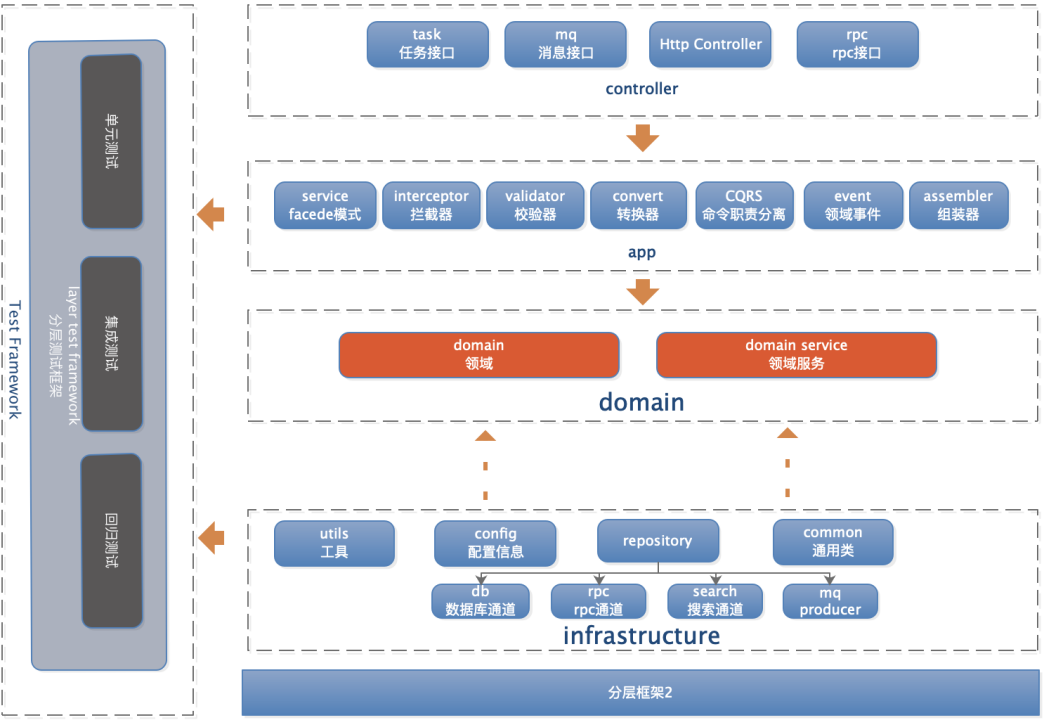 Test Framework
layer test framework
分层测试框架
单元测试
集成测试
回归测试
task
任务接口
mq
消息接口
Http Controller
rpc
rpc接口
controller
service
facede模式
interceptor
拦截器
validator
校验器
convert
转换器
CQRS
命令职责分离
event
领域事件
assembler
组装器
app
domain
领域
domain service
领域服务
domain
utils
工具
config
配置信息
repository
common
通用类
db
数据库通道
rpc
rpc通道
search
搜索通道
mq
producer
infrastructure
分层框架2